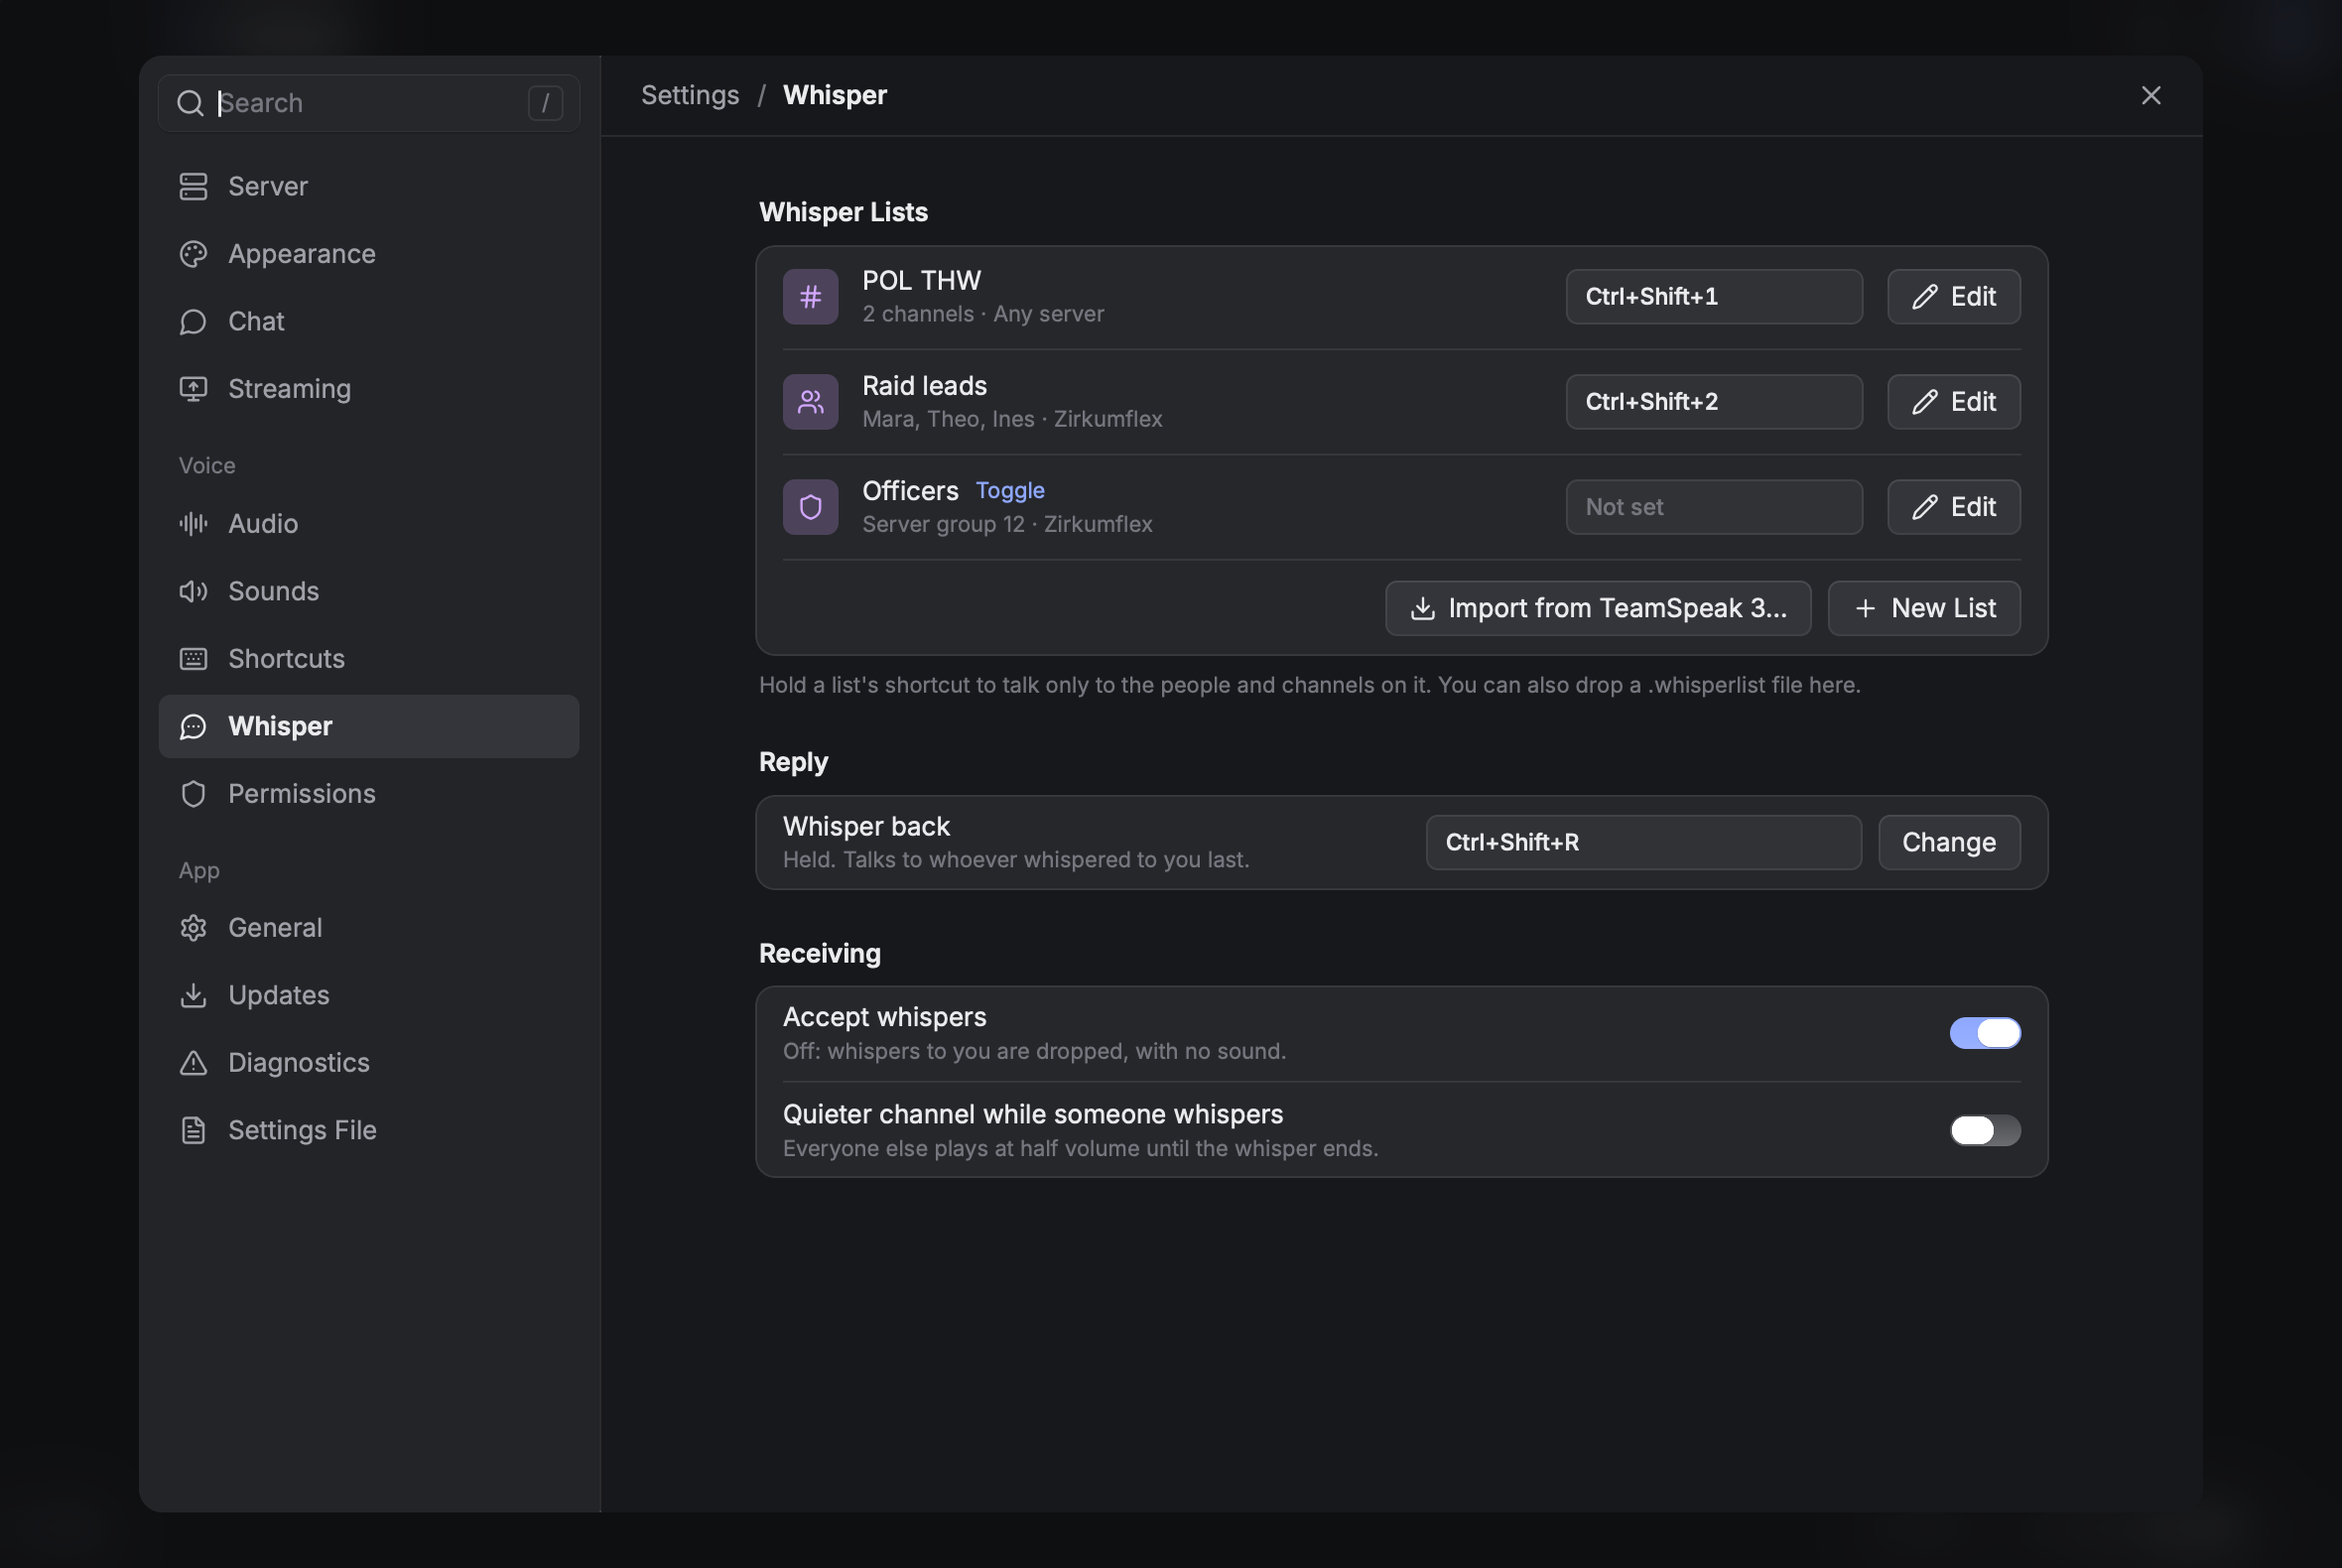 Search
/
Server
Appearance
Chat
Streaming
Voice
Audio
Sounds
Shortcuts
Whisper
Permissions
App
General
Updates
Diagnostics
Settings File
Settings / Whisper
Whisper Lists
POL THW
2 channels · Any server
Ctrl+Shift+1
Edit
Raid leads
Mara, Theo, Ines · Zirkumflex
Ctrl+Shift+2
Edit
Officers Toggle
Server group 12 · Zirkumflex
Not set
Edit
Import from TeamSpeak 3...
New List
Hold a list's shortcut to talk only to the people and channels on it. You can also drop a .whisperlist file here.
Reply
Whisper back
Held. Talks to whoever whispered to you last.
Ctrl+Shift+R
Change
Receiving
Accept whispers
Off: whispers to you are dropped, with no sound.
Quieter channel while someone whispers
Everyone else plays at half volume until the whisper ends.